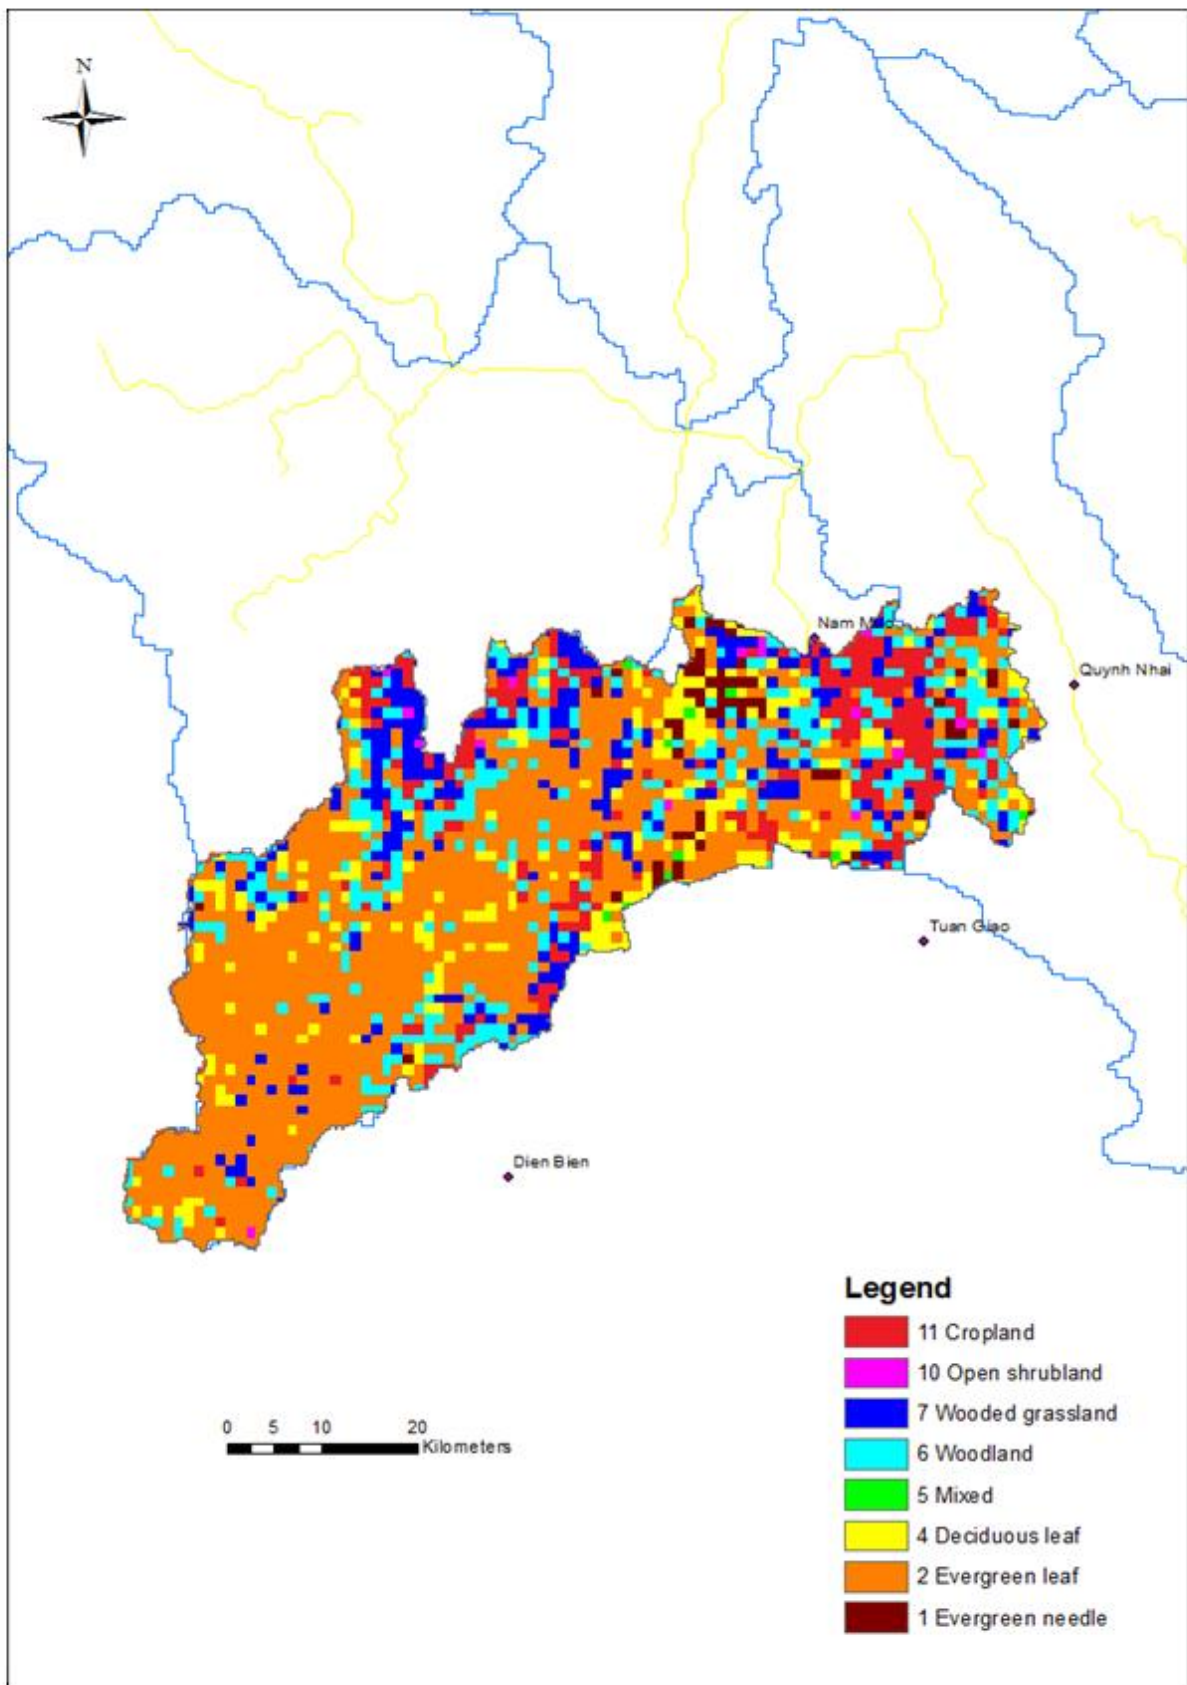 N
Quynh Nhai
Tuan Giao
Dien Bien
Legend
11 Cropland
10 Open shrubland
7 Wooded grassland
6 Woodland
5 Mixed
4 Deciduous leaf
2 Evergreen leaf
1 Evergreen needle
0 5 10 20
Kilometers